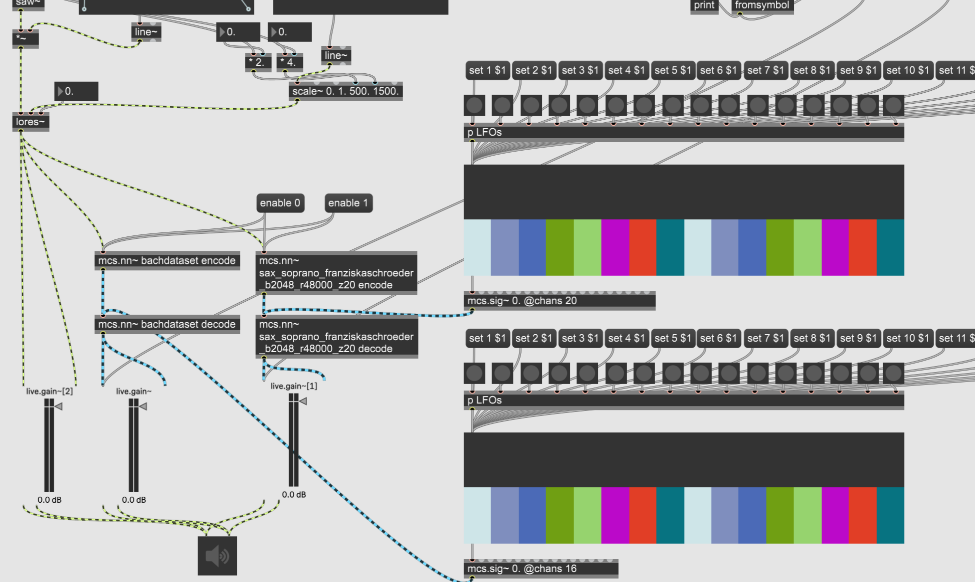 saw~
print
fromsymbol
*~
line~
0.
0.
* 2.
* 4.
line~
0.
scale~ 0. 1. 500. 1500.
lores~
set 1 $1
set 2 $1
set 3 $1
set 4 $1
set 5 $1
set 6 $1
set 7 $1
set 8 $1
set 9 $1
set 10 $1
set 11 $
p LFOs
enable 0
enable 1
mcs.nn~ bachdataset encode
mcs.nn~
sax_soprano_franziskaschroeder
_b2048_r48000_z20 encode
mcs.sig~ 0. @chans 20
mcs.nn~ bachdataset decode
mcs.nn~
sax_soprano_franziskaschroeder
_b2048_r48000_z20 decode
set 1 $1
set 2 $1
set 3 $1
set 4 $1
set 5 $1
set 6 $1
set 7 $1
set 8 $1
set 9 $1
set 10 $1
set 11 $
p LFOs
live.gain~[2]
live.gain~
live.gain~[1]
0.0 dB
0.0 dB
0.0 dB
mcs.sig~ 0. @chans 16